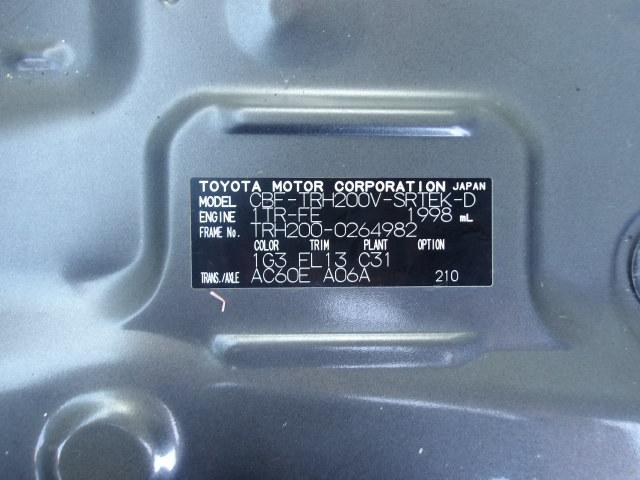 TOYOTA MOTOR CORPORATION JAPAN
MODEL CBF-TRH200V-SRTEK-D
ENGINE 1TR-FE 1998 mL
FRAME No. TRH200-0264982
COLOR TRIM PLANT OPTION
1G3 FL13 C31
TRANS./AXLE AC60E A06A 210